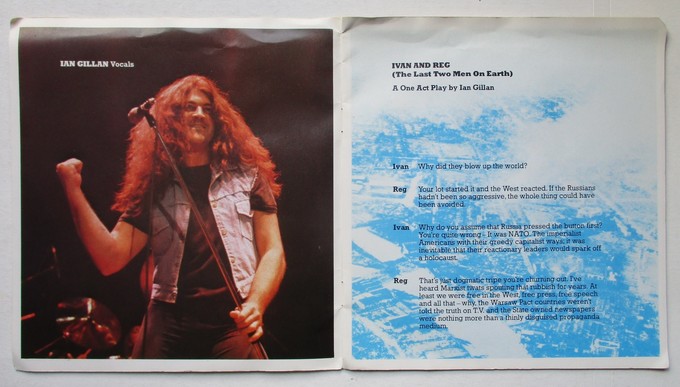 IAN GILLAN Vocals
IVAN AND REG
(The Last Two Men On Earth)
A One Act Play by Ian Gillan
Ivan Why did they blow up the world?
Reg Your lot started it and the West reacted. If the Russians
hadn't been so aggressive, the whole thing could have
been avoided.
Ivan Why do you assume that Russia pressed the button first?
You're quite wrong - It was NATO. The imperialist
Americans with their greedy capitalist ways; it was
inevitable that their reactionary leaders would spark off
a holocaust.
Reg That's just dogmatic tripe you're churning out. I've
heard Marxist twats spouting that rubbish for years. At
least we were free in the West, free press, free speech
and all that - why, the Warsaw Pact countries weren't
told the truth on T.V. and the State owned newspapers
were nothing more than a thinly disguised propaganda
medium.